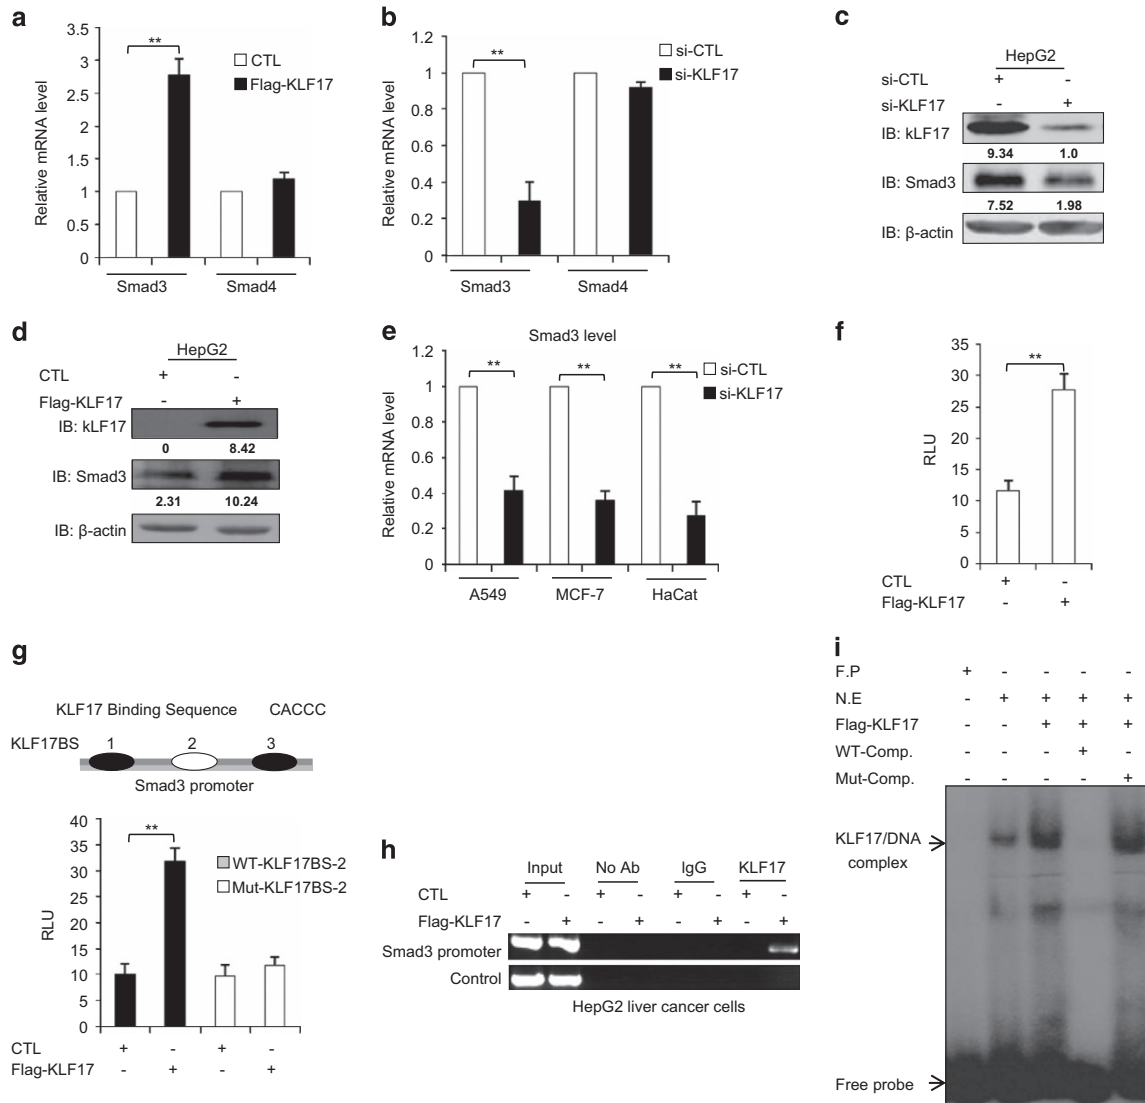 a
**
CTL
Flag-KLF17
Relative mRNA level
3.5
3
2.5
2
1.5
1
0.5
0
Smad3 Smad4
b
**
si-CTL
si-KLF17
Relative mRNA level
1.2
1
0.8
0.6
0.4
0.2
0
Smad3 Smad4
c
HepG2
si-CTL + -
si-KLF17 - +
IB: kLF17
9.34 1.0
IB: Smad3
7.52 1.98
IB: β-actin
d
HepG2
CTL + -
Flag-KLF17 - +
IB: kLF17
0 8.42
IB: Smad3
2.31 10.24
IB: β-actin
e
Smad3 level
** ** **
si-CTL
si-KLF17
Relative mRNA level
1.2
1
0.8
0.6
0.4
0.2
0
A549 MCF-7 HaCat
f
**
RLU
35
30
25
20
15
10
5
0
CTL + -
Flag-KLF17 - +
g
KLF17 Binding Sequence CACCC
KLF17BS 1 2 3
Smad3 promoter
**
WT-KLF17BS-2
Mut-KLF17BS-2
RLU
40
35
30
25
20
15
10
5
0
CTL + - + -
Flag-KLF17 - + - +
h
Input No Ab IgG KLF17
CTL + - + - + - + -
Flag-KLF17 - + - + - + - +
Smad3 promoter
Control
HepG2 liver cancer cells
i
F.P + - - - -
N.E - + + + +
Flag-KLF17 - - + + +
WT-Comp. - - - + -
Mut-Comp. - - - - +
KLF17/DNA
complex
Free probe